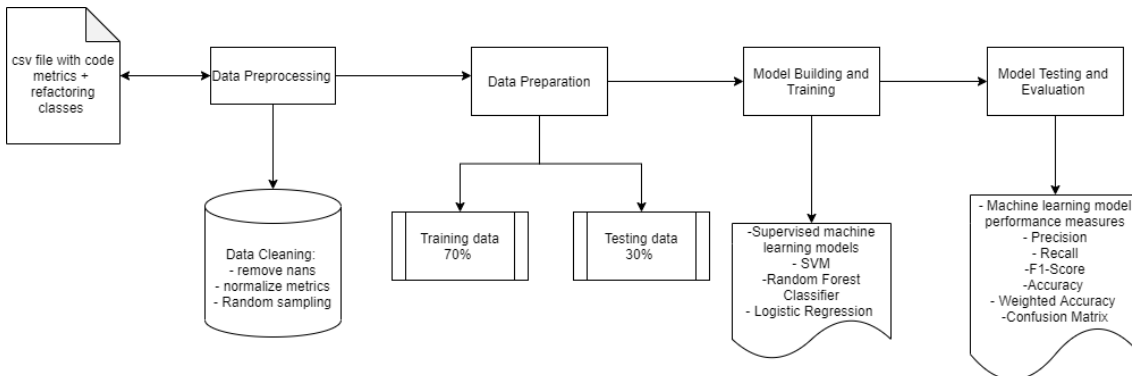 csv file with code
metrics +
refactoring
classes
Data Preprocessing
Data Preparation
Model Building and
Training
Model Testing and
Evaluation
Data Cleaning:
- remove nans
- normalize metrics
- Random sampling
Training data
70%
Testing data
30%
-Supervised machine
learning models
- SVM
-Random Forest
Classifier
- Logistic Regression
- Machine learning model
performance measures
- Precision
- Recall
-F1-Score
-Accuracy
- Weighted Accuracy
-Confusion Matrix